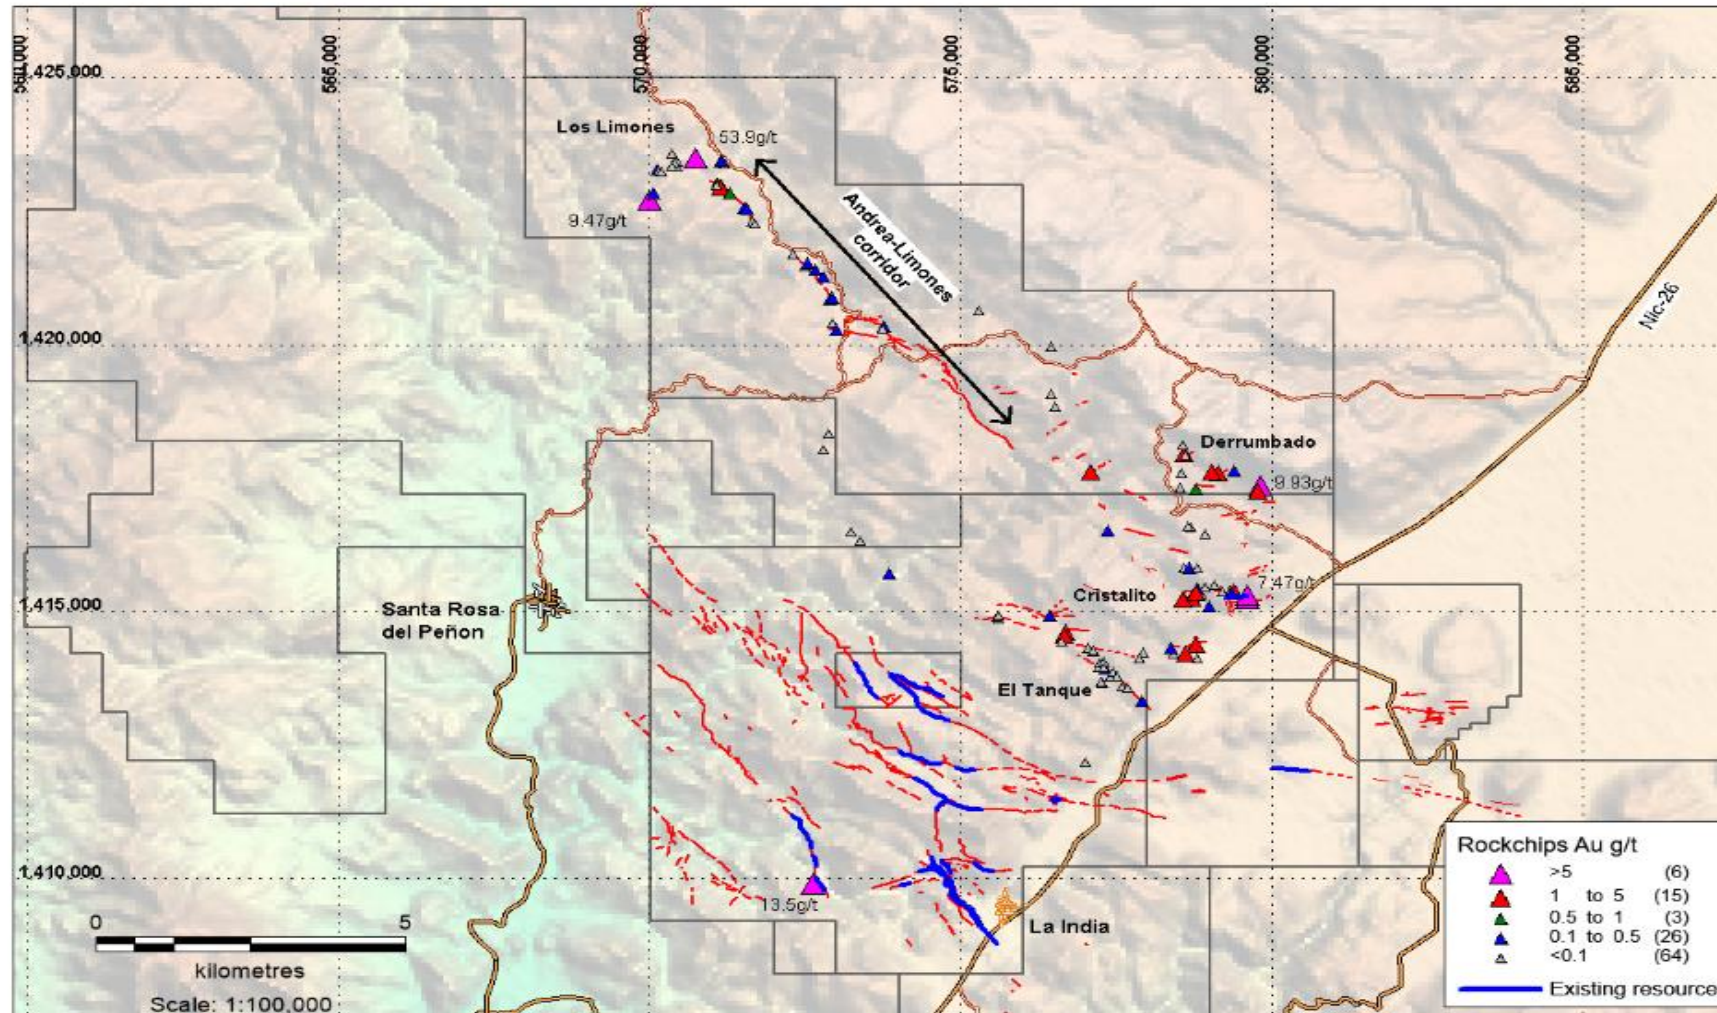 560,000
565,000
570,000
575,000
580,000
585,000
1,425,000
Los Limones
53.9g/t
9.47g/t
Andrea-Limones
corridor
Nic-26
1,420,000
Derrumbado
9.93g/t
7.47g/t
Cristalito
1,415,000
Santa Rosa
del Peñon
El Tanque
1,410,000
13.5g/t
La India
0 5
kilometres
Scale: 1:100,000
Rockchips Au g/t
>5 (6)
1 to 5 (15)
0.5 to 1 (3)
0.1 to 0.5 (26)
<0.1 (64)
Existing resource